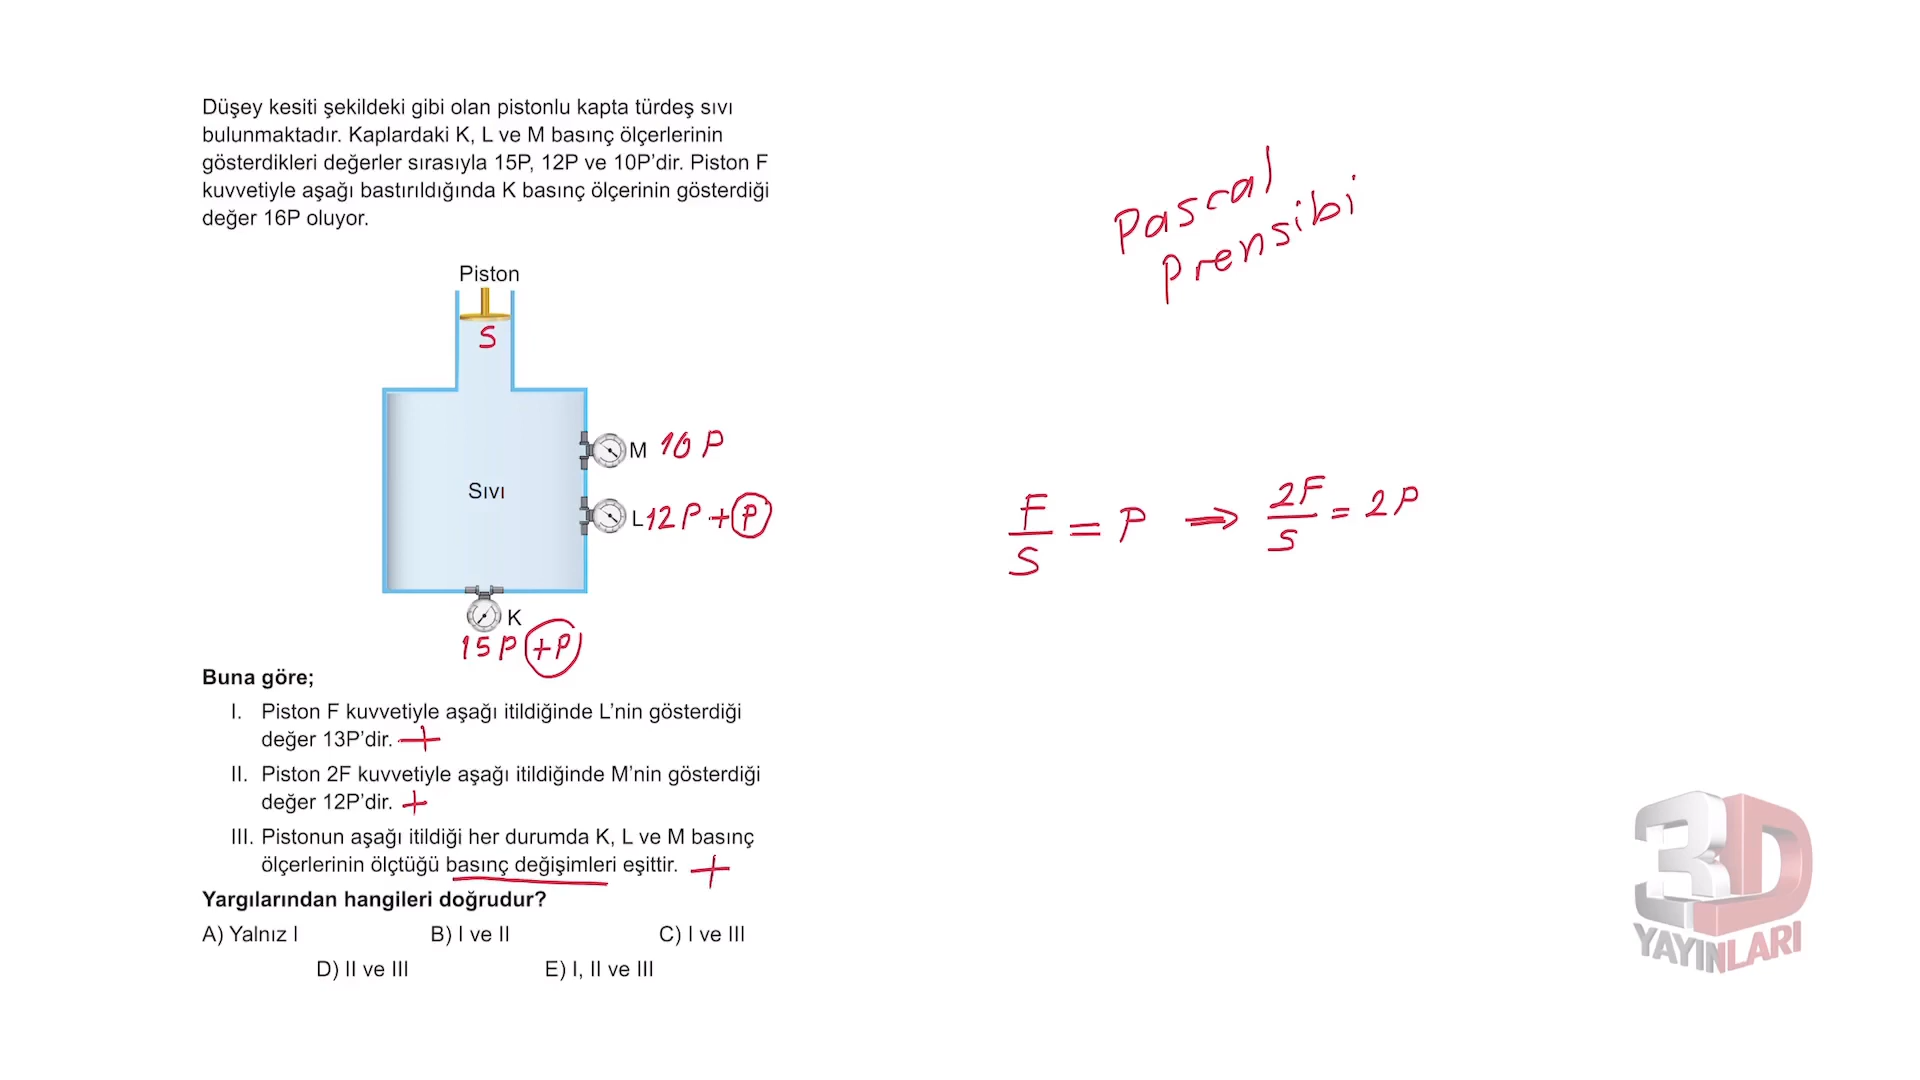 Düşey kesiti şekildeki gibi olan pistonlu kapta türdeş sıvı
bulunmaktadır. Kaplardaki K, L ve M basınç ölçerlerinin
gösterdikleri değerler sırasıyla 15P, 12P ve 10P'dir. Piston F
kuvvetiyle aşağı bastırıldığında K basınç ölçerinin gösterdiği
değer 16P oluyor.
Pascal
Prensibi
Piston
S
M 10 P
Sıvı
L 12 P + P
K
15 P + P
F/S = P ⇒ 2F/S = 2P
Buna göre;
I. Piston F kuvvetiyle aşağı itildiğinde L'nin gösterdiği
değer 13P'dir. +
II. Piston 2F kuvvetiyle aşağı itildiğinde M'nin gösterdiği
değer 12P'dir. +
III. Pistonun aşağı itildiği her durumda K, L ve M basınç
ölçerlerinin ölçtüğü basınç değişimleri eşittir. +
Yargılarından hangileri doğrudur?
A) Yalnız I B) I ve II C) I ve III
D) II ve III E) I, II ve III
3D
YAYINLARI